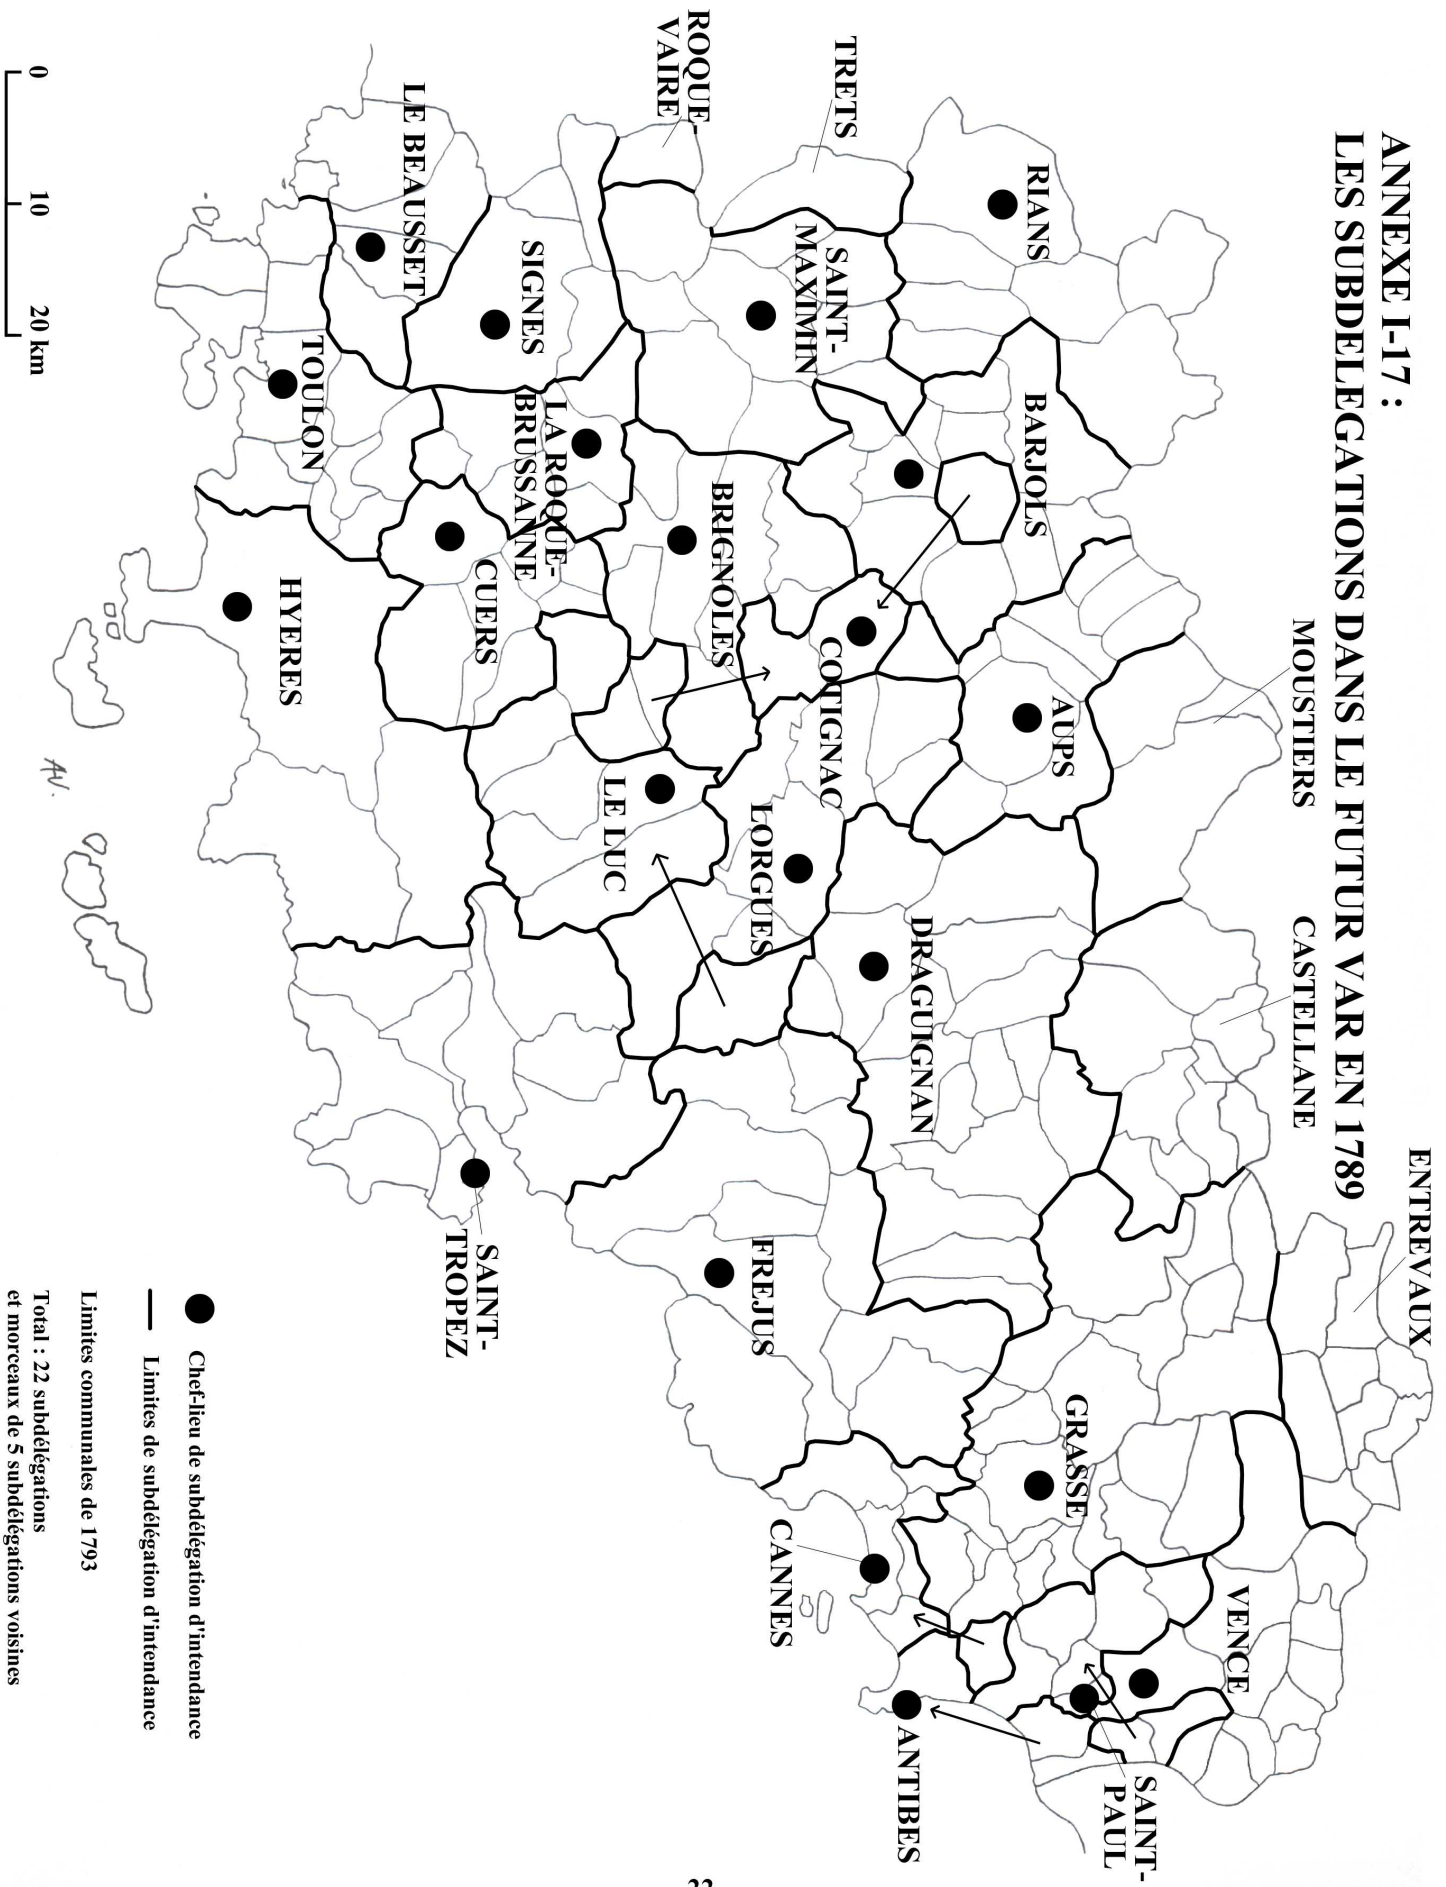 ANNEXE I-17 :
LES SUBDELEGATIONS DANS LE FUTUR VAR EN 1789
ENTREVAUX
MOUSTIERS
CASTELLANE
RIANS
BARJOLS
AUPS
GRASSE
VENCE
TRETS
SAINT-
MAXIMIN
COTIGNAC
DRAGUIGNAN
SAINT-
PAUL
ANTIBES
ROQUE
VAIRE
BRIGNOLES
LORGUES
FREJUS
CANNES
SIGNES
LA ROQUE-
BRUSSANNE
LE LUC
LE BEAUSSET
CUERS
SAINT-
TROPEZ
TOULON
HYERES
AV.
0 10 20 km
Chef-lieu de subdélégation d'intendance
Limites de subdélégation d'intendance
Limites communales de 1793
Total : 22 subdélégations
et morceaux de 5 subdélégations voisines
22